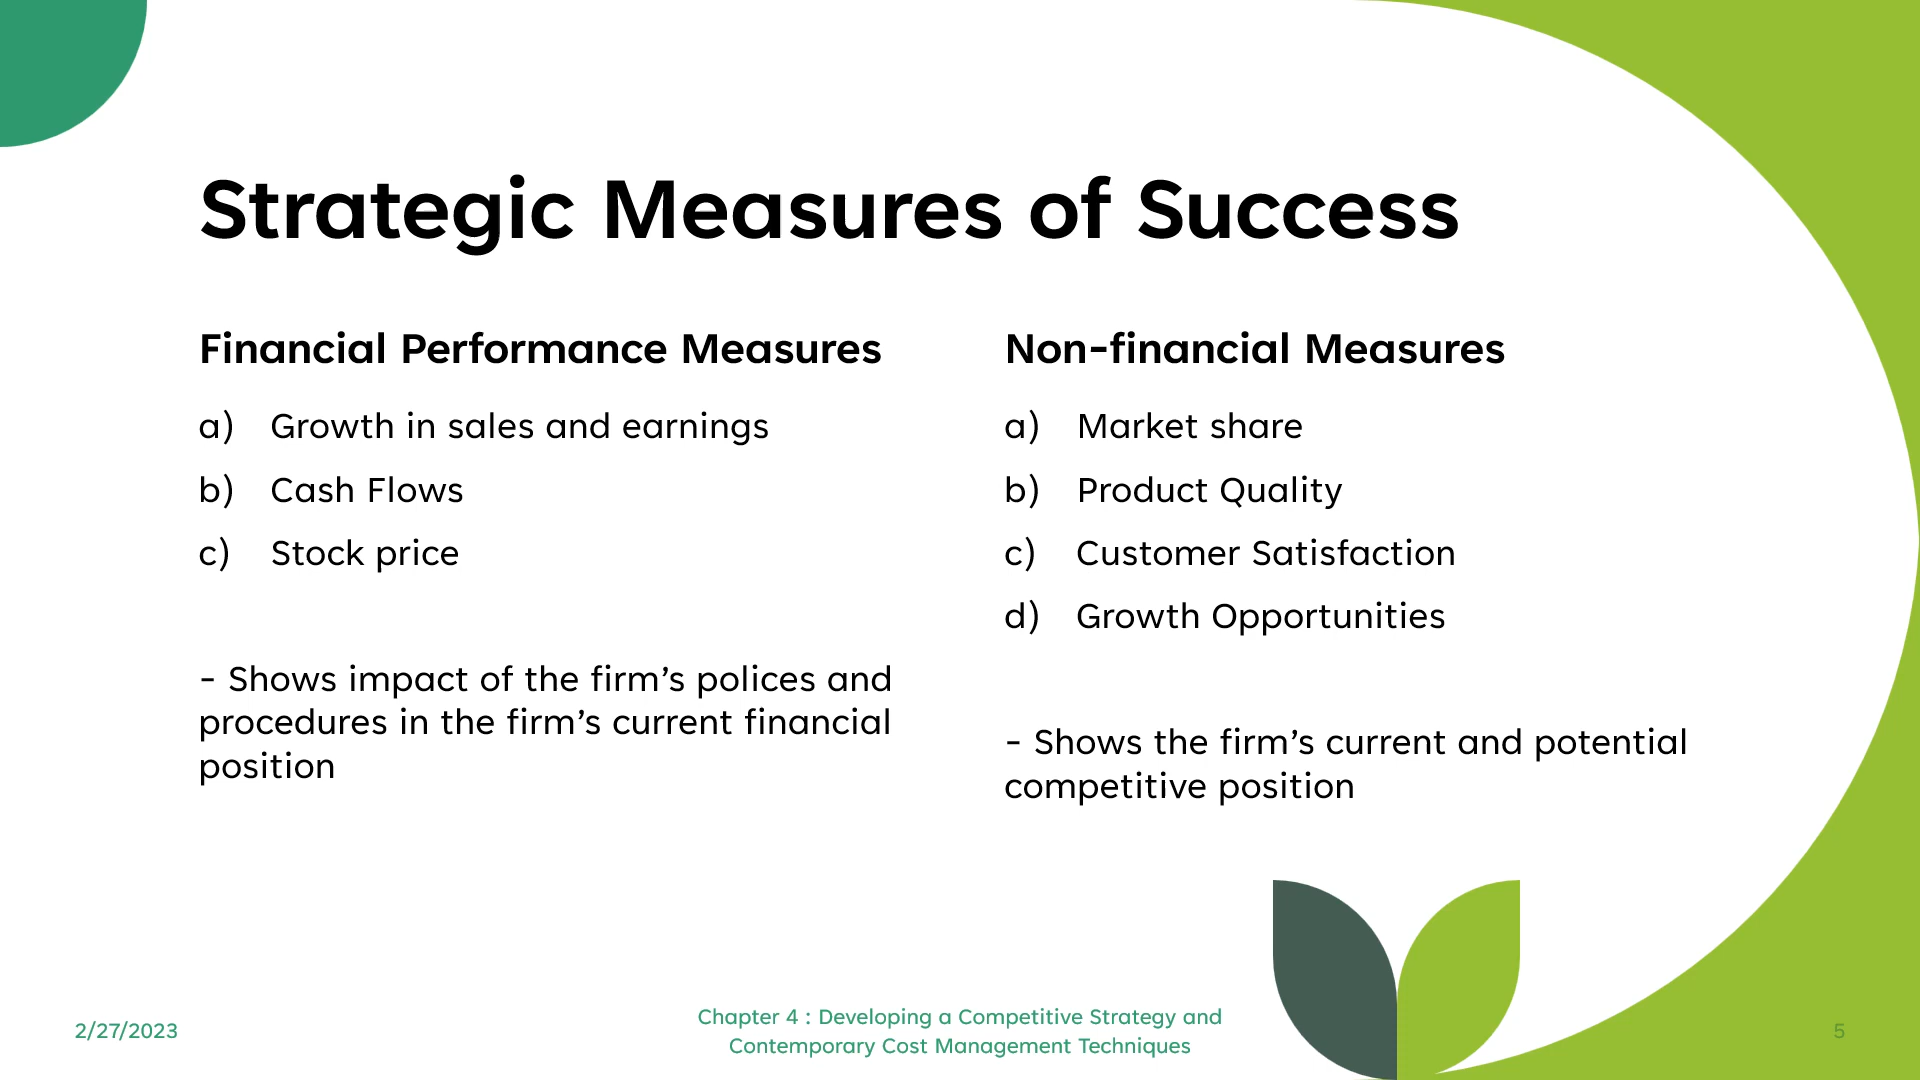 Strategic Measures of Success
Financial Performance Measures
a) Growth in sales and earnings
b) Cash Flows
c) Stock price
- Shows impact of the firm’s polices and
procedures in the firm’s current financial
position
Non-financial Measures
a) Market share
b) Product Quality
c) Customer Satisfaction
d) Growth Opportunities
- Shows the firm’s current and potential
competitive position
2/27/2023
Chapter 4 : Developing a Competitive Strategy and
Contemporary Cost Management Techniques
5